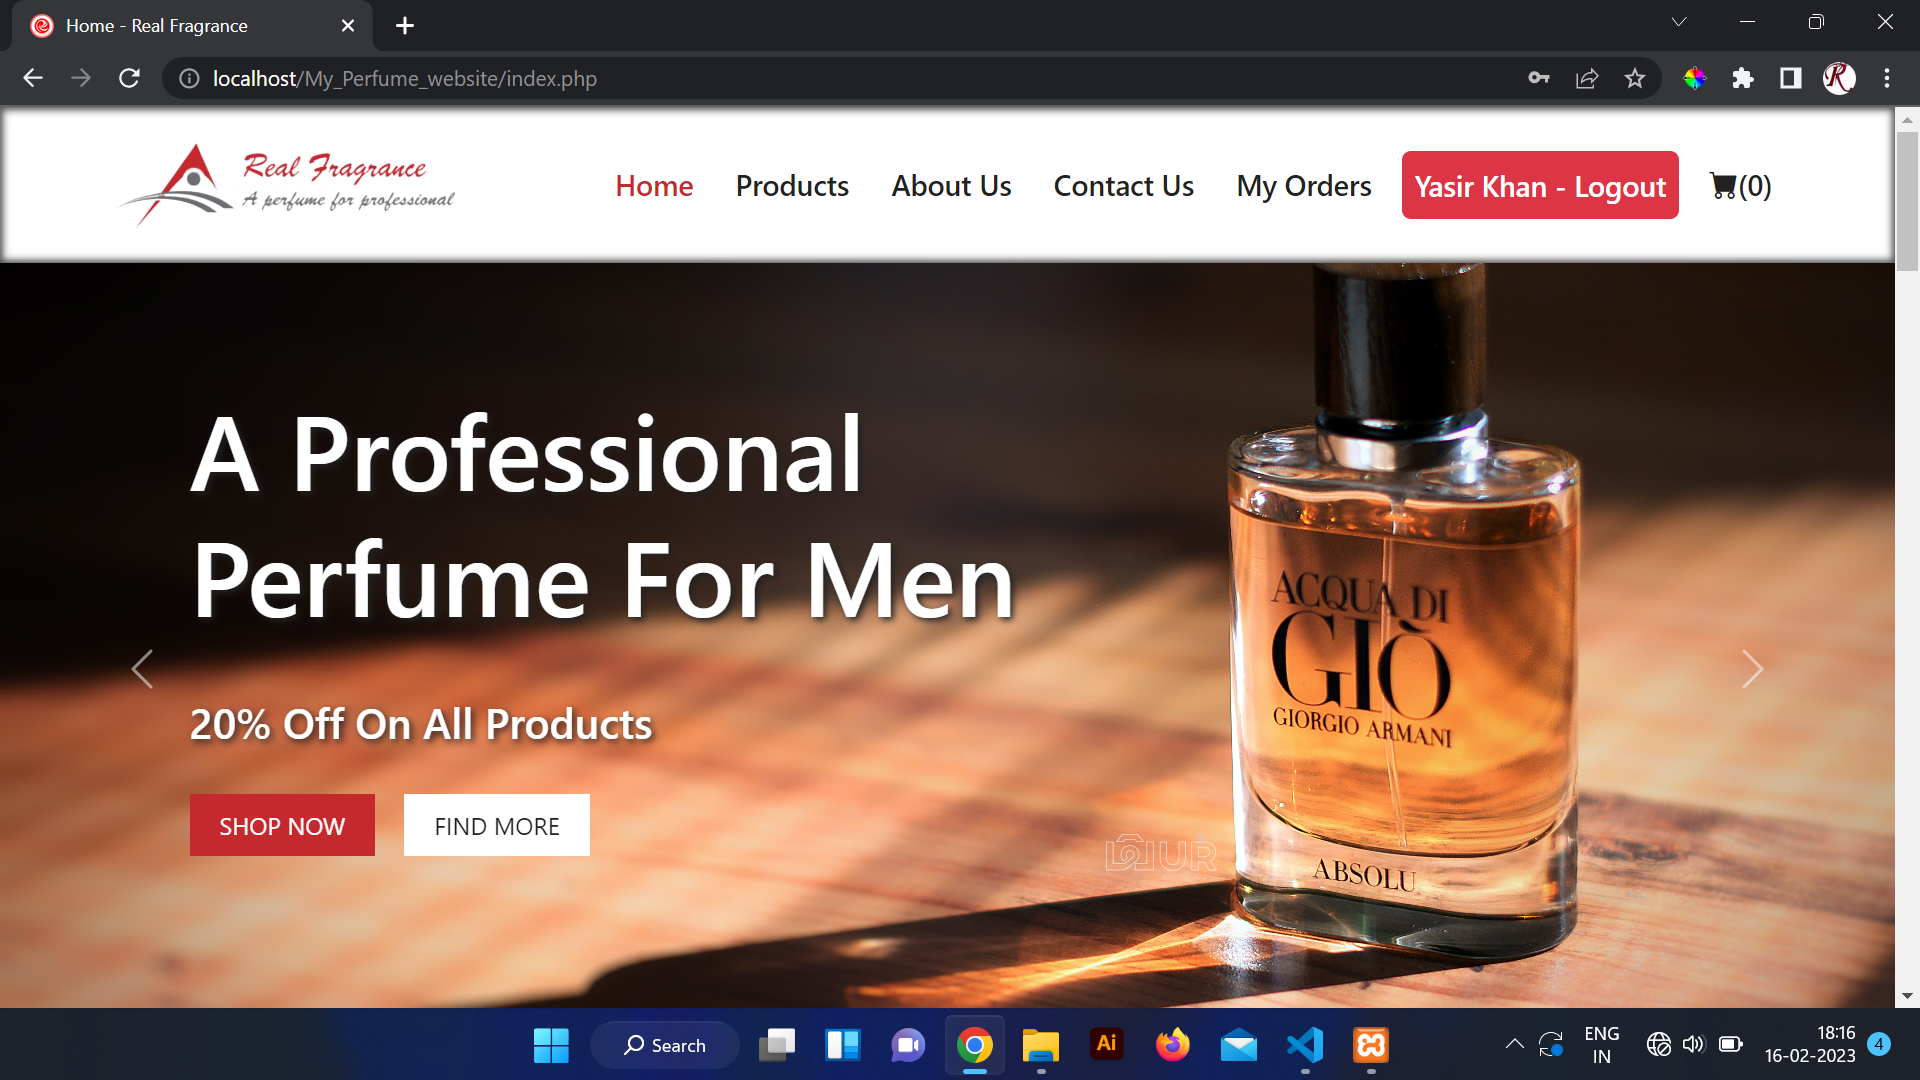 Home - Real Fragrance
localhost/My_Perfume_website/index.php
Real Fragrance
A perfume for professional
Home Products About Us Contact Us My Orders Yasir Khan - Logout (0)
A Professional
Perfume For Men
20% Off On All Products
SHOP NOW FIND MORE
ACQUA DI
GIÒ
GIORGIO ARMANI
ABSOLU
Search
Ai
ENG
IN
18:16
16-02-2023
4